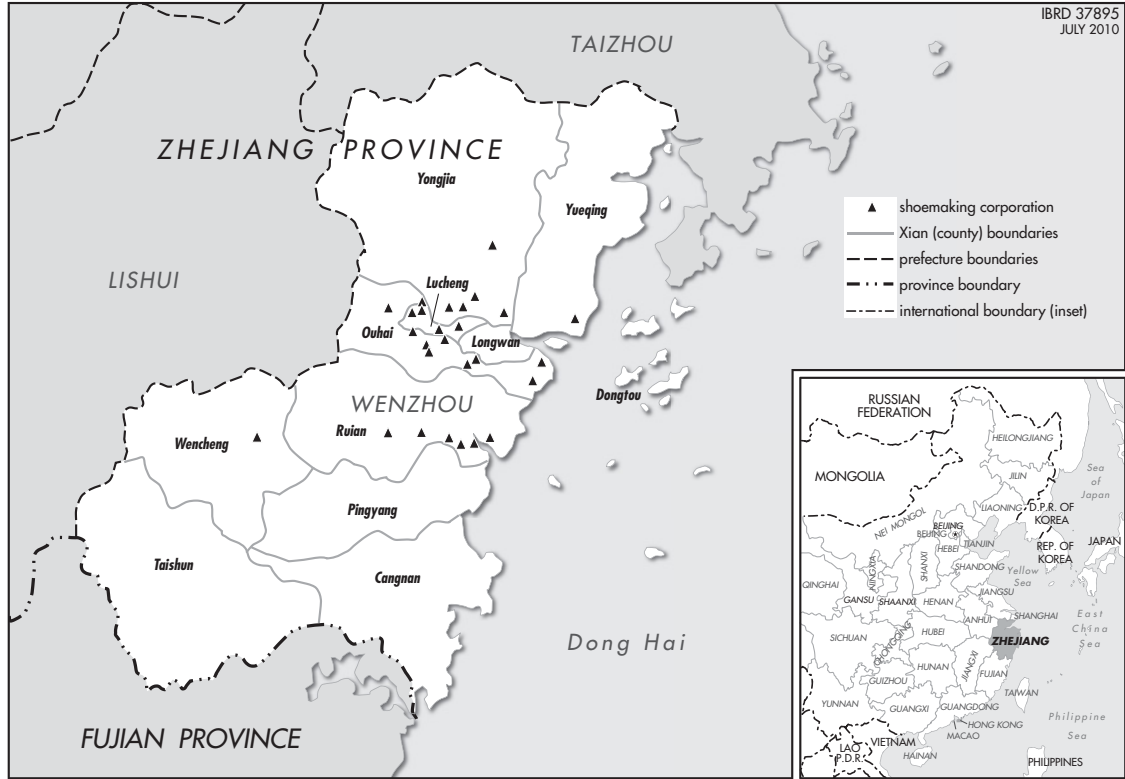 IBRD 37895
JULY 2010
TAIZHOU
ZHEJIANG PROVINCE
Yongjia
Yueqing
shoemaking corporation
Xian (county) boundaries
prefecture boundaries
province boundary
international boundary (inset)
LISHUI
Lucheng
Ouhai
Longwan
Dongtou
WENZHOU
Ruian
Wencheng
Pingyang
Taishun
Cangnan
Dong Hai
FUJIAN PROVINCE
RUSSIAN
FEDERATION
HEILONGJIANG
MONGOLIA
JILIN
Sea
of
Japan
LIAONING
NEI MONGOL
D.P.R. OF
KOREA
BEIJING
BEIJING
TIANJIN
HEBEI
REP. OF
KOREA
JAPAN
NINGXIA
SHANXI
SHANDONG
Yellow
Sea
QINGHAI
GANSU
SHAANXI
HENAN
JIANGSU
ANHUI
SHANGHAI
East
China
Sea
SICHUAN
CHONGQING
HUBEI
ZHEJIANG
HUNAN
JIANGXI
FUJIAN
GUIZHOU
TAIWAN
YUNNAN
GUANGXI
GUANGDONG
HONG KONG
MACAO
Philippine
Sea
VIETNAM
LAO
P.D.R.
HAINAN
PHILIPPINES